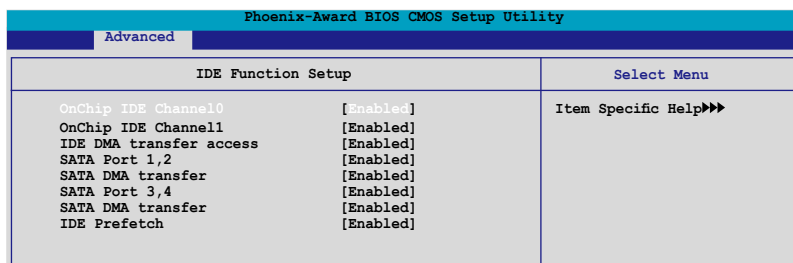 Phoenix-Award BIOS CMOS Setup Utility
Advanced
IDE Function Setup
Select Menu
OnChip IDE Channel0 [Enabled]
Item Specific Help
OnChip IDE Channel1 [Enabled]
IDE DMA transfer access [Enabled]
SATA Port 1,2 [Enabled]
SATA DMA transfer [Enabled]
SATA Port 3,4 [Enabled]
SATA DMA transfer [Enabled]
IDE Prefetch [Enabled]